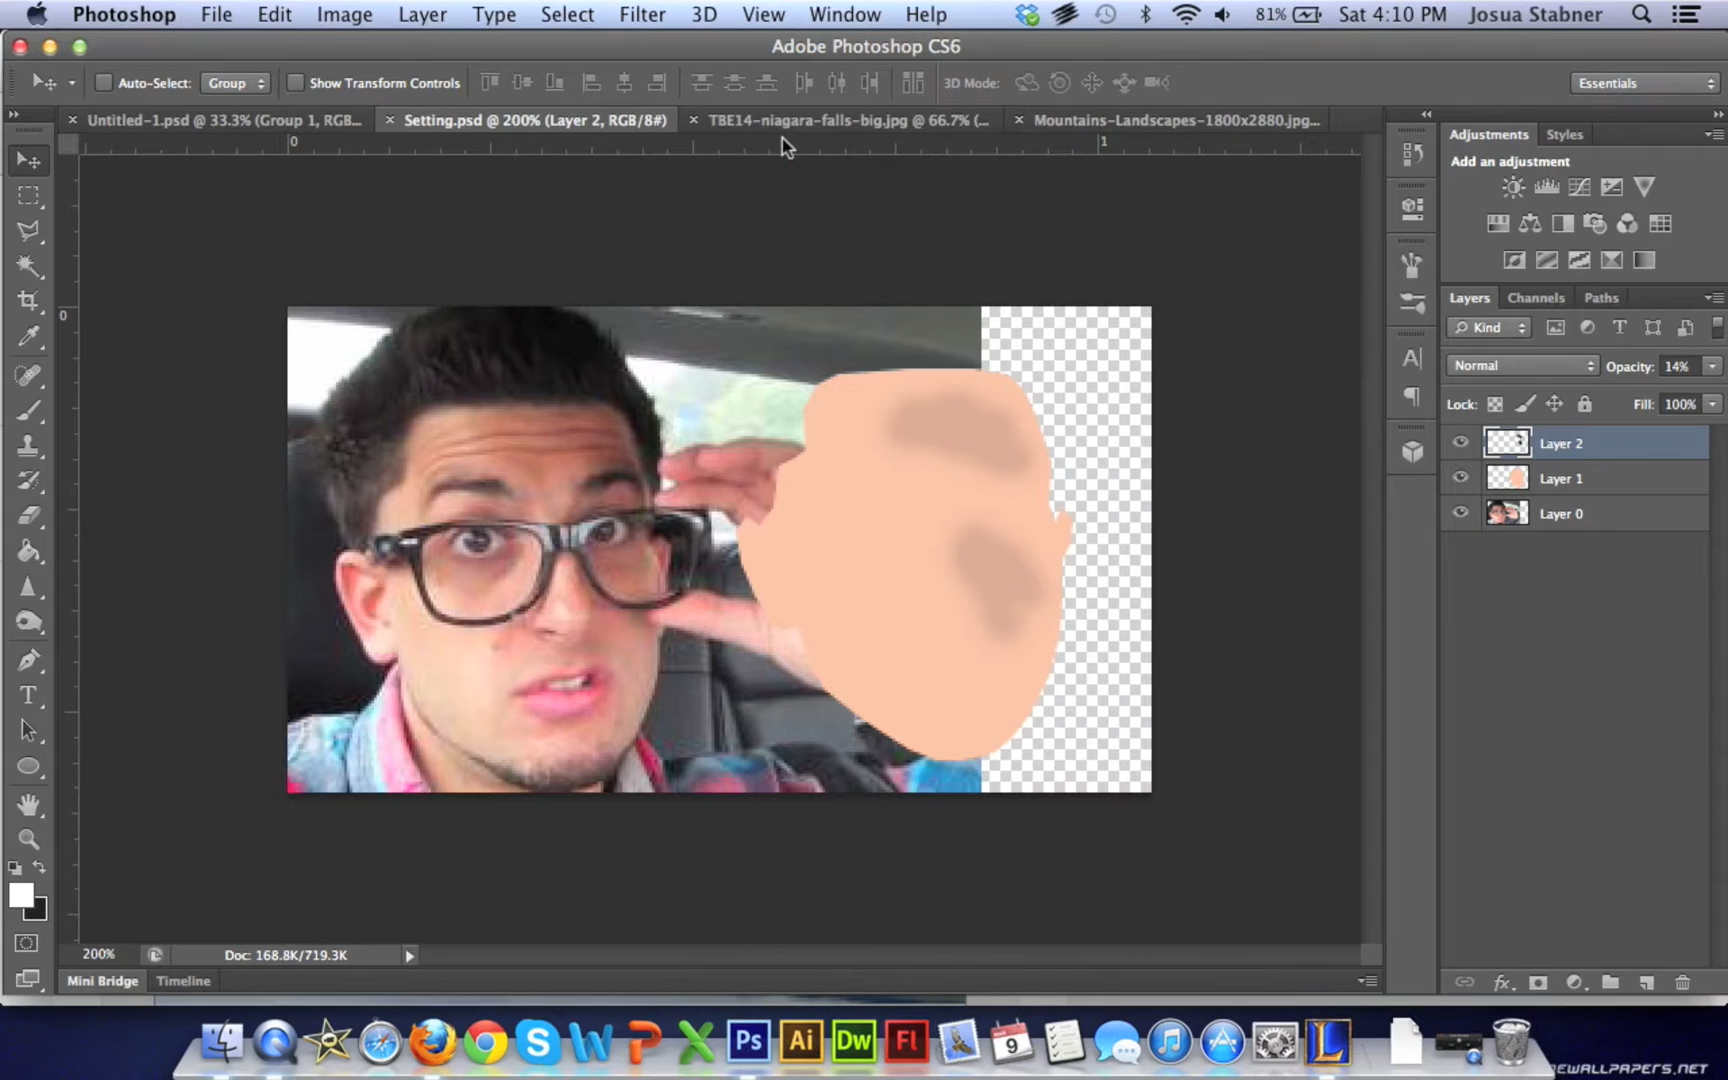 Photoshop File Edit Image Layer Type Select Filter 3D View Window Help 81% Sat 4:10 PM Josua Stabner
Adobe Photoshop CS6
Auto-Select: Group Show Transform Controls 3D Mode: Essentials
Untitled-1.psd @ 33.3% (Group 1, RGB... Setting.psd @ 200% (Layer 2, RGB/8#) TBE14-niagara-falls-big.jpg @ 66.7% (... Mountains-Landscapes-1800x2880.jpg...
0 1
0
Adjustments Styles
Add an adjustment
Layers Channels Paths
Kind
Normal Opacity: 14%
Lock: Fill: 100%
Layer 2
Layer 1
Layer 0
200% Doc: 168.8K/719.3K
Mini Bridge Timeline
Ps Ai Dw Fl 9
EWALLPAPERS.NET